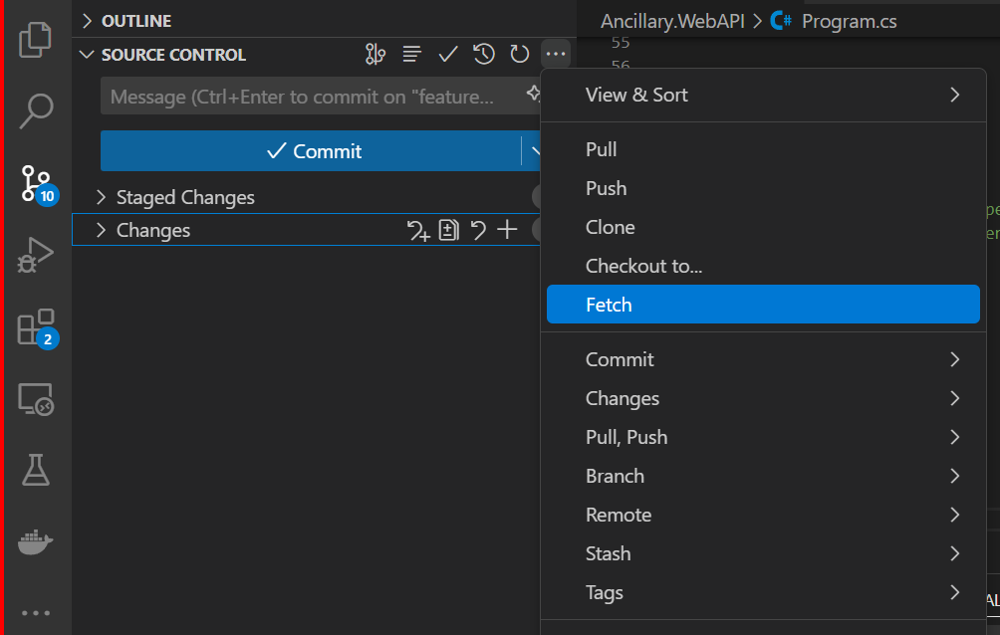 OUTLINE
SOURCE CONTROL
Message (Ctrl+Enter to commit on "feature...
Commit
Staged Changes
Changes
10
2
Ancillary.WebAPI > C# Program.cs
55
56
View & Sort
Pull
Push
Clone
Checkout to...
Fetch
Commit
Changes
Pull, Push
Branch
Remote
Stash
Tags